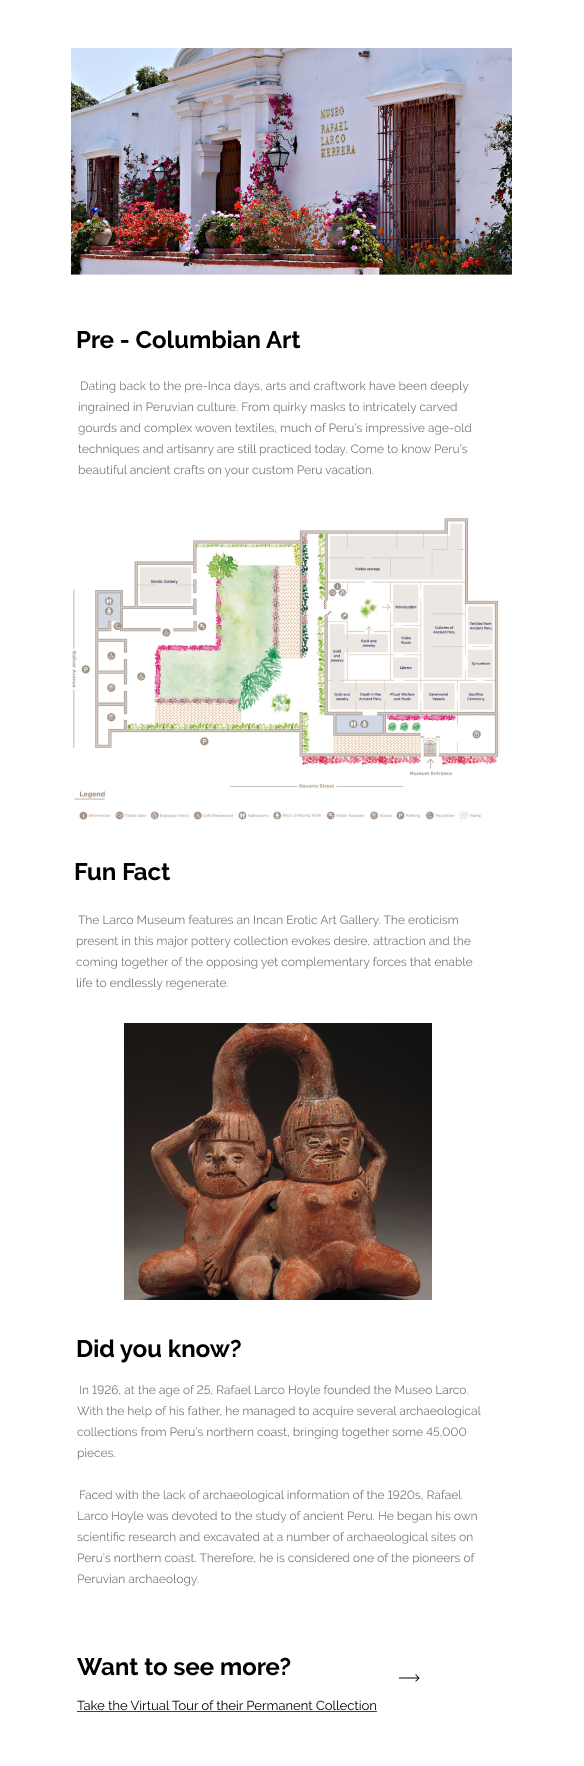 MUSEO
RAFAEL
LARCO
HERRERA
Pre - Columbian Art
Dating back to the pre-Inca days, arts and craftwork have been deeply
ingrained in Peruvian culture. From quirky masks to intricately carved
gourds and complex woven textiles, much of Peru's impressive age-old
techniques and artisanry are still practiced today. Come to know Peru's
beautiful ancient crafts on your custom Peru vacation.
Visible storage
Erotic Gallery
Introduction
Cultures of
Ancient Peru
Textiles from
Ancient Peru
Gold and
Jewelry
Video
Room
Gold
and
Jewelry
Library
Syncretism
Gold and
Jewelry
Death in the
Ancient Peru
Ritual Warfare
and Music
Ceremonial
Vessels
Sacrifice
Ceremony
Bolivar Avenue
Museum Entrance
Navarra Street
Legend
Information
Ticket sales
Baggage check
Café/Restaurant
Bathrooms
Baby changing table
Water fountain
Stores
Parking
Payphone
Ramp
Fun Fact
The Larco Museum features an Incan Erotic Art Gallery. The eroticism
present in this major pottery collection evokes desire, attraction and the
coming together of the opposing yet complementary forces that enable
life to endlessly regenerate.
Did you know?
In 1926, at the age of 25, Rafael Larco Hoyle founded the Museo Larco.
With the help of his father, he managed to acquire several archaeological
collections from Peru's northern coast, bringing together some 45,000
pieces.
Faced with the lack of archaeological information of the 1920s, Rafael
Larco Hoyle was devoted to the study of ancient Peru. He began his own
scientific research and excavated at a number of archaeological sites on
Peru's northern coast. Therefore, he is considered one of the pioneers of
Peruvian archaeology.
Want to see more?
Take the Virtual Tour of their Permanent Collection